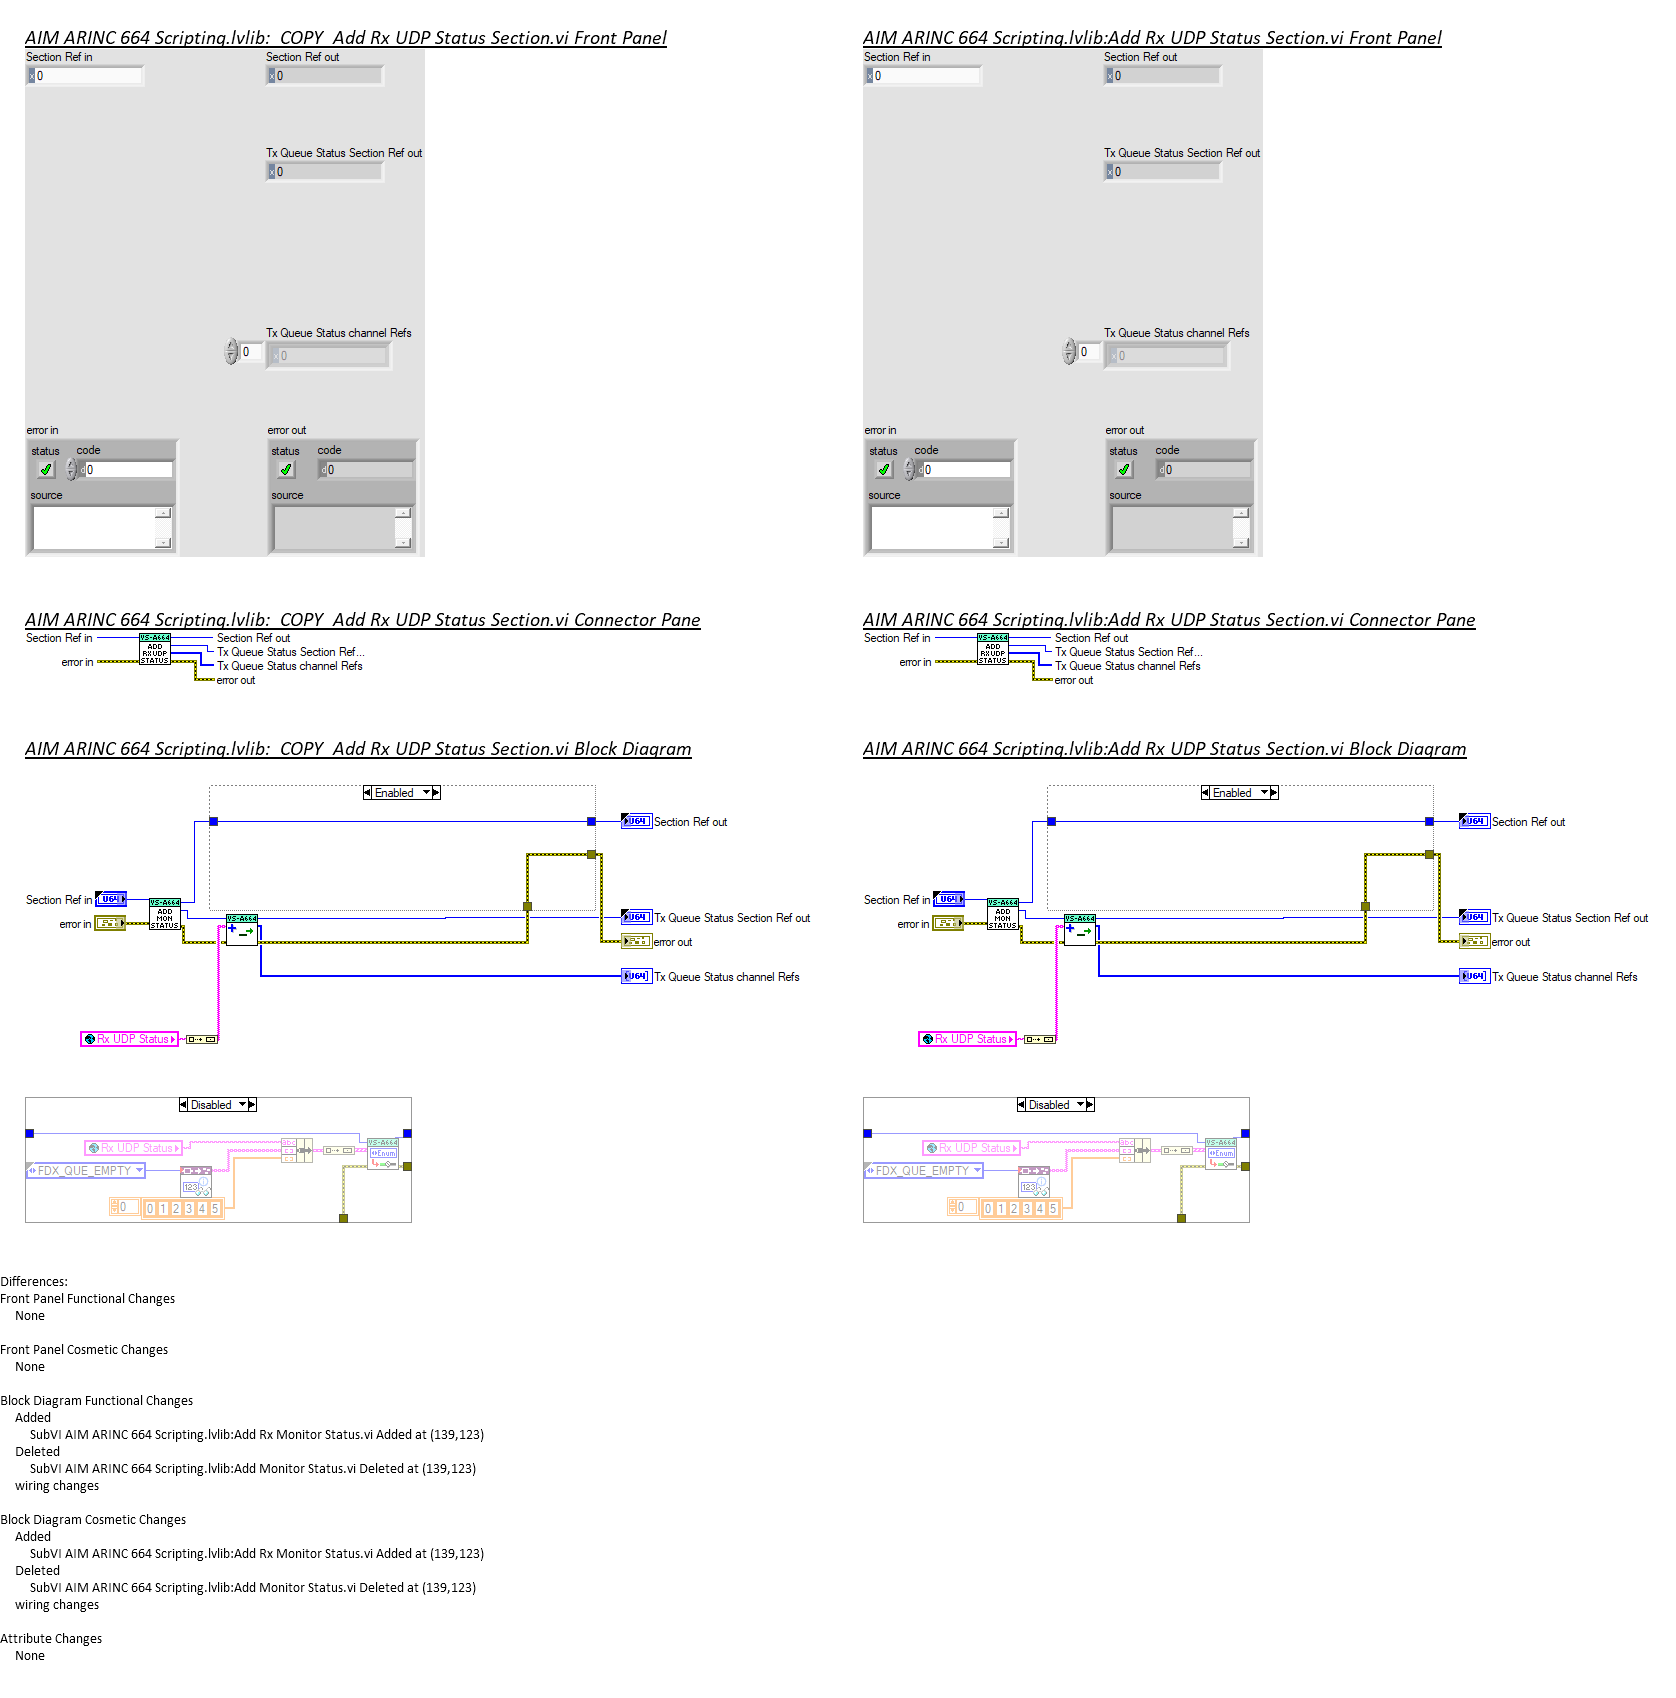 AIM ARINC 664 Scripting.lvlib:  COPY  Add Rx UDP Status Section.vi Front Panel
Section Ref in
Section Ref out
x 0
x 0
Tx Queue Status Section Ref out
x 0
Tx Queue Status channel Refs
0
x 0
error in
error out
status
code
status
code
d 0
d 0
source
source
AIM ARINC 664 Scripting.lvlib:Add Rx UDP Status Section.vi Front Panel
Section Ref in
Section Ref out
x 0
x 0
Tx Queue Status Section Ref out
x 0
Tx Queue Status channel Refs
0
x 0
error in
error out
status
code
status
code
d 0
d 0
source
source
AIM ARINC 664 Scripting.lvlib:  COPY  Add Rx UDP Status Section.vi Connector Pane
Section Ref in
VS-A664
ADD
RXUDP
STATUS
Section Ref out
Tx Queue Status Section Ref...
error in
Tx Queue Status channel Refs
error out
AIM ARINC 664 Scripting.lvlib:Add Rx UDP Status Section.vi Connector Pane
Section Ref in
VS-A664
ADD
RXUDP
STATUS
Section Ref out
Tx Queue Status Section Ref...
error in
Tx Queue Status channel Refs
error out
AIM ARINC 664 Scripting.lvlib:  COPY  Add Rx UDP Status Section.vi Block Diagram
Enabled
U64
Section Ref out
Section Ref in
U64
VS-A664
ADD
MON
STATUS
error in
VS-A664
U64
Tx Queue Status Section Ref out
error out
U64
Tx Queue Status channel Refs
Rx UDP Status
Disabled
Rx UDP Status
abc
VS-A664
Enum
FDX_QUE_EMPTY
123
0
0 1 2 3 4 5
AIM ARINC 664 Scripting.lvlib:Add Rx UDP Status Section.vi Block Diagram
Enabled
U64
Section Ref out
Section Ref in
U64
VS-A664
ADD
MON
STATUS
error in
VS-A664
U64
Tx Queue Status Section Ref out
error out
U64
Tx Queue Status channel Refs
Rx UDP Status
Disabled
Rx UDP Status
abc
VS-A664
Enum
FDX_QUE_EMPTY
123
0
0 1 2 3 4 5
Differences:
Front Panel Functional Changes
None
Front Panel Cosmetic Changes
None
Block Diagram Functional Changes
Added
SubVI AIM ARINC 664 Scripting.lvlib:Add Rx Monitor Status.vi Added at (139,123)
Deleted
SubVI AIM ARINC 664 Scripting.lvlib:Add Monitor Status.vi Deleted at (139,123)
wiring changes
Block Diagram Cosmetic Changes
Added
SubVI AIM ARINC 664 Scripting.lvlib:Add Rx Monitor Status.vi Added at (139,123)
Deleted
SubVI AIM ARINC 664 Scripting.lvlib:Add Monitor Status.vi Deleted at (139,123)
wiring changes
Attribute Changes
None